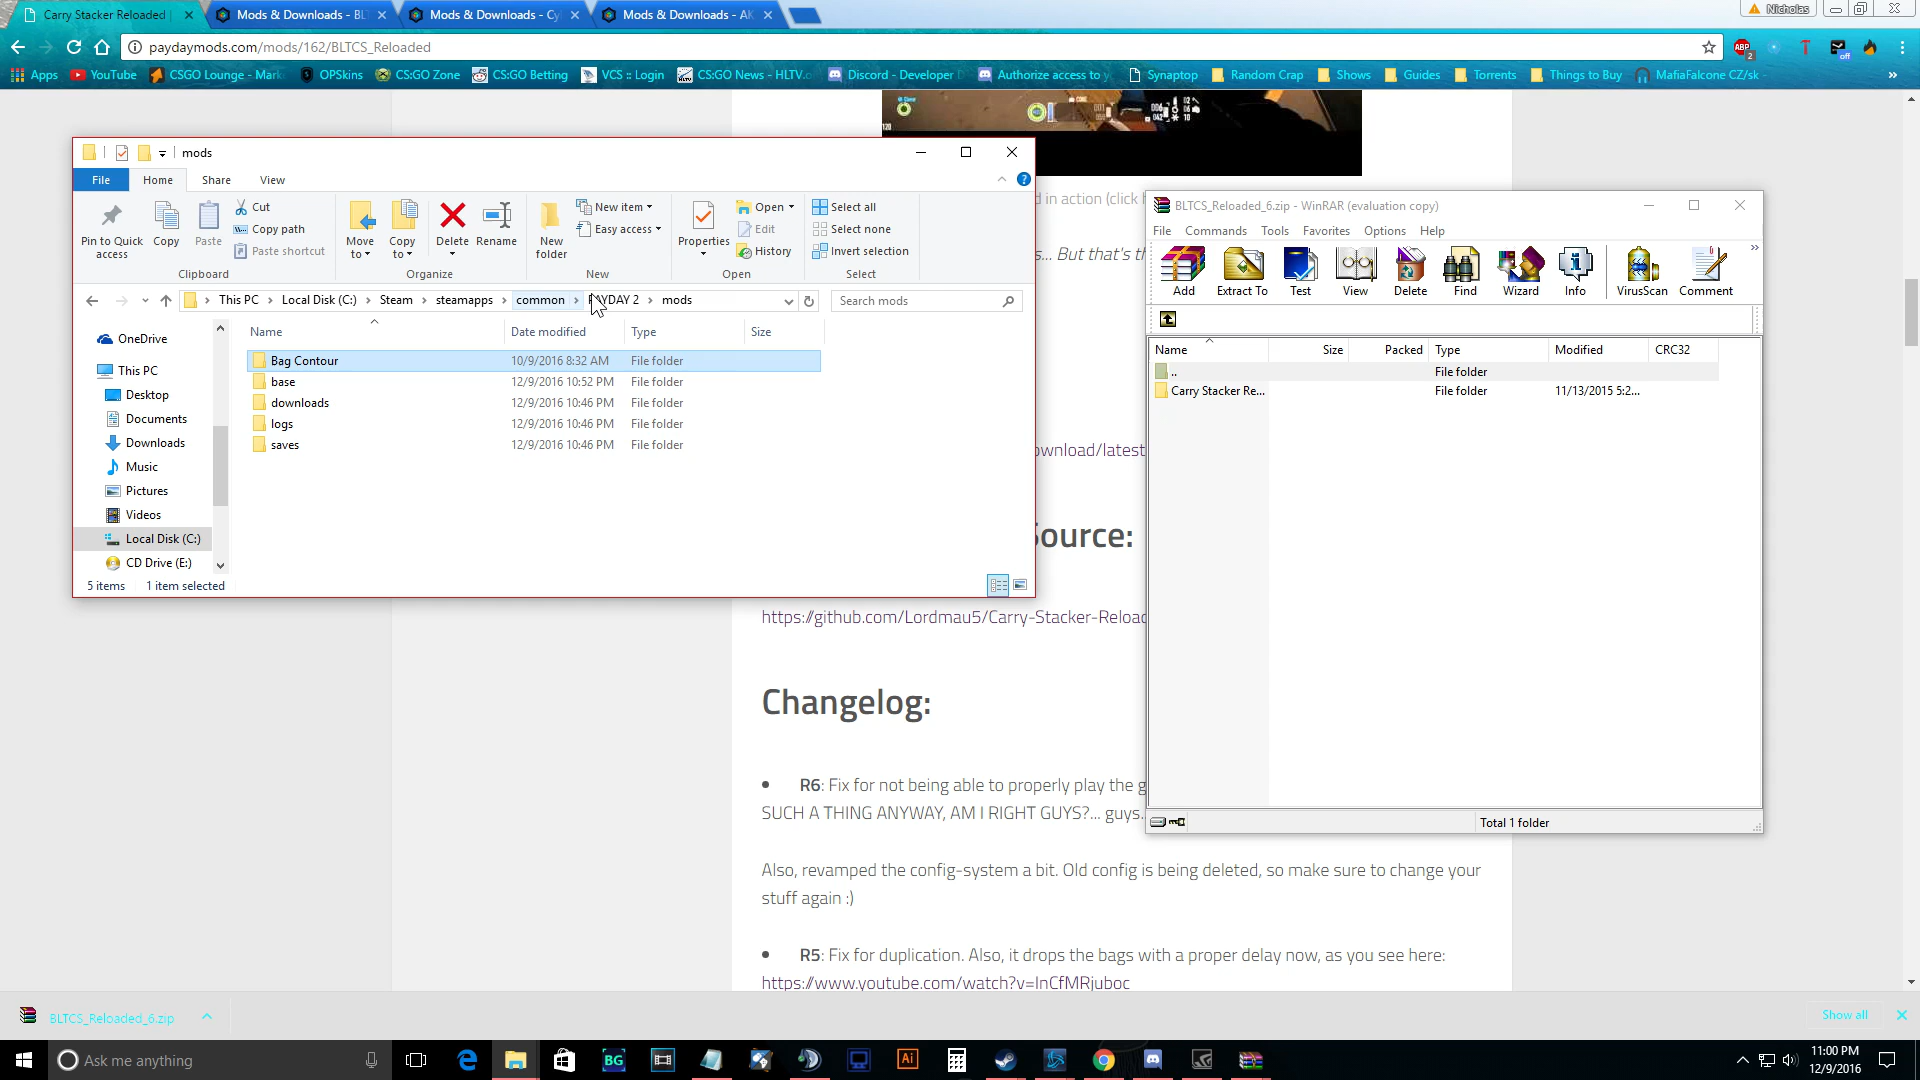 Carry Stacker Reloaded
Mods & Downloads - BL
Mods & Downloads - Cy
Mods & Downloads - AK
Nicholas
paydaymods.com/mods/162/BLTCS_Reloaded
Apps
YouTube
CSGO Lounge - Mark
OPSkins
CS:GO Zone
CS:GO Betting
VCS :: Login
CS:GO News - HLTV.o
Discord - Developer D
Authorize access to y
Synaptop
Random Crap
Shows
Guides
Torrents
Things to Buy
MafiaFalcone CZ/sk -
mods
File
Home
Share
View
Pin to Quick access
Copy
Paste
Cut
Copy path
Paste shortcut
Clipboard
Move to
Copy to
Delete
Rename
Organize
New folder
New item
Easy access
New
Properties
Open
Edit
History
Open
Select all
Select none
Invert selection
Select
This PC > Local Disk (C:) > Steam > steamapps > common > PAYDAY 2 > mods
Search mods
Name
Date modified
Type
Size
OneDrive
This PC
Desktop
Documents
Downloads
Music
Pictures
Videos
Local Disk (C:)
CD Drive (E:)
Bag Contour 10/9/2016 8:32 AM File folder
base 12/9/2016 10:52 PM File folder
downloads 12/9/2016 10:46 PM File folder
logs 12/9/2016 10:46 PM File folder
saves 12/9/2016 10:46 PM File folder
5 items 1 item selected
BLTCS_Reloaded_6.zip - WinRAR (evaluation copy)
File Commands Tools Favorites Options Help
Add
Extract To
Test
View
Delete
Find
Wizard
Info
VirusScan
Comment
Name Size Packed Type Modified CRC32
.. File folder
Carry Stacker Re... File folder 11/13/2015 5:2...
Total 1 folder
d in action (click h
s... But that's th
ownload/latest
Source:
https://github.com/Lordmau5/Carry-Stacker-Reload
Changelog:
R6: Fix for not being able to properly play the g
SUCH A THING ANYWAY, AM I RIGHT GUYS?... guys.
Also, revamped the config-system a bit. Old config is being deleted, so make sure to change your
stuff again :)
R5: Fix for duplication. Also, it drops the bags with a proper delay now, as you see here:
https://www.youtube.com/watch?v=InCfMRjuboc
BLTCS_Reloaded_6.zip
Show all
Ask me anything
BG
Ai
11:00 PM
12/9/2016